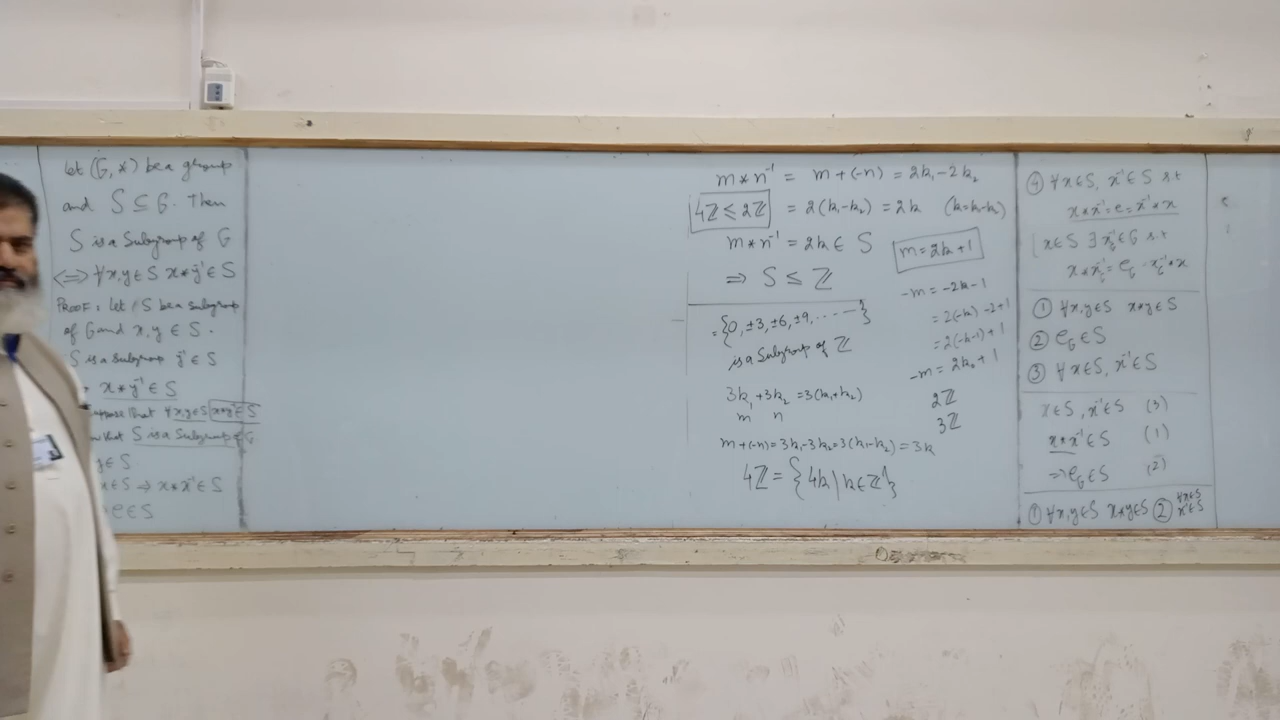 Let (G, *) be a group
and S ⊆ G. Then
S is a Subgroup of G
<=> ∀x,y∈S x*y⁻¹∈S
PROOF: Let S be a subgroup
of G and x, y ∈ S.
S is a Subgroup y⁻¹∈S
x*y⁻¹∈S
that ∀x,y∈S x*y⁻¹∈S
that S is a Subgroup of G
y∈S
x∈S → x*x⁻¹∈S
e∈S
m*n⁻¹ = m+(-n) = 2k₁-2k₂
4ℤ ≤ 2ℤ = 2(k₁-k₂) = 2k (k=k₁-k₂)
m*n⁻¹ = 2k ∈ S
⇒ S ≤ ℤ
m=2k+1
-m = -2k-1
= 2(-k)-2+1
= 2(-k-1)+1
-m = 2k₀+1
2ℤ
3ℤ
={0, ±3, ±6, ±9, ......}
is a Subgroup of ℤ
3k₁+3k₂ =3(k₁+k₂)
m n
m+(-n)=3k₁-3k₂=3(k₁-k₂)=3k
4ℤ={4k|k∈ℤ}
④ ∀x∈S, x⁻¹∈S s.t
x*x⁻¹=e=x⁻¹*x
x∈S ∃ x_G⁻¹∈G s.t
x*x_G⁻¹=e_G=x_G⁻¹*x
① ∀x,y∈S x*y∈S
② e_G∈S
③ ∀x∈S, x⁻¹∈S
x∈S, x⁻¹∈S (3)
x*x⁻¹∈S (1)
⇒e_G∈S (2)
① ∀x,y∈S x*y∈S ② ∀x∈S x⁻¹∈S